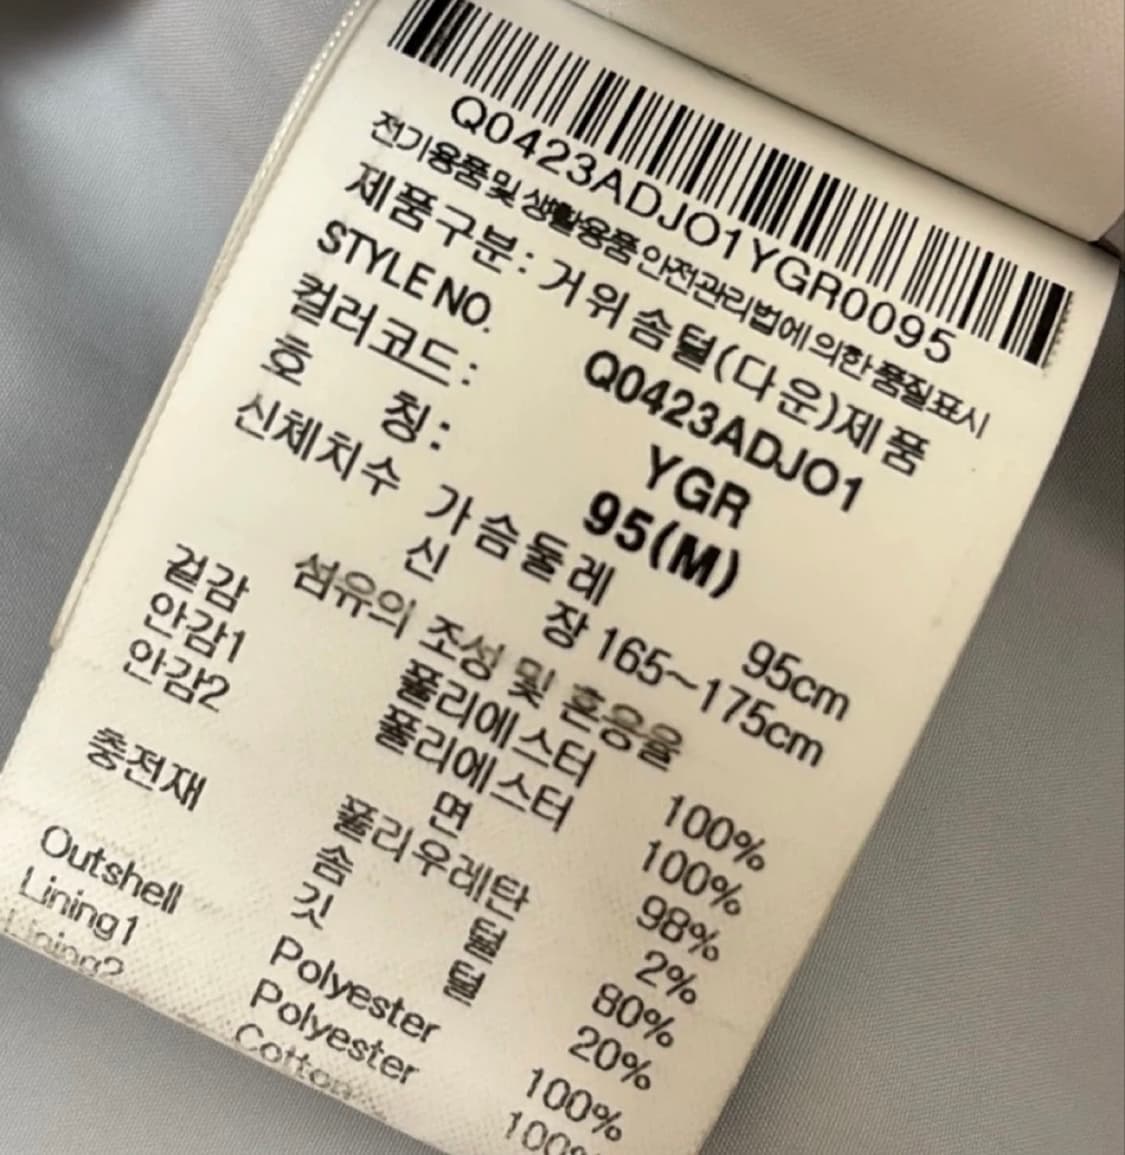 Q0423ADJO1YGR0095
전기용품 및 생활용품 안전관리법에 의한 품질표시
제품구분: 거위솜털(다운)제품
STYLE NO. Q0423ADJO1
컬러코드: YGR
호 칭: 95(M)
신체치수 가슴둘레 95cm
신 장 165~175cm
섬유의 조성 및 혼용율
겉감 폴리에스터 100%
안감1 폴리에스터 100%
안감2 면 98%
폴리우레탄 2%
충전재 솜 털 80%
깃 털 20%
Outshell Polyester 100%
Lining1 Polyester 100%
Lining2 Cotton